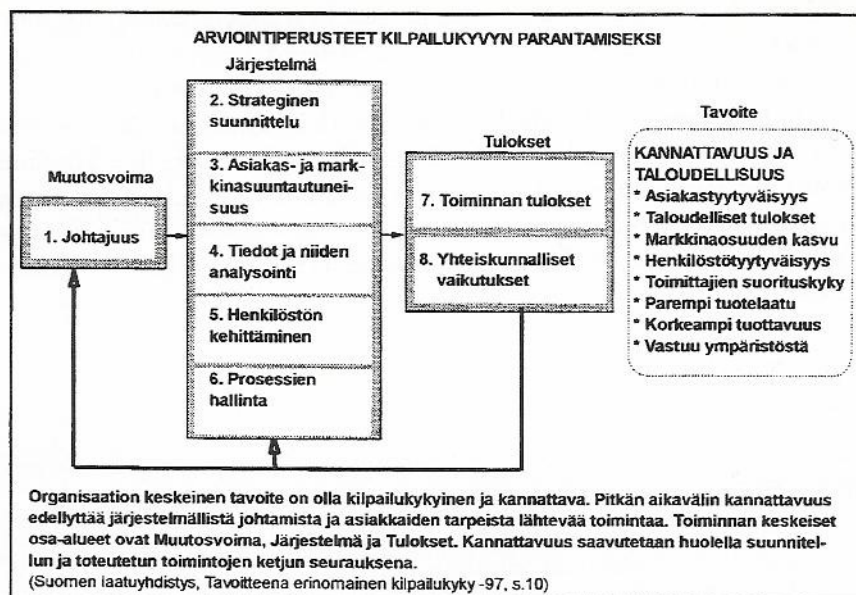 ARVIOINTIPERUSTEET KILPAILUKYVYN PARANTAMISEKSI
Muutosvoima
1. Johtajuus
Järjestelmä
2. Strateginen
suunnittelu
3. Asiakas- ja mark-
kinasuuntautunei-
suus
4. Tiedot ja niiden
analysointi
5. Henkilöstön
kehittäminen
6. Prosessien
hallinta
Tulokset
7. Toiminnan tulokset
8. Yhteiskunnalliset
vaikutukset
Tavoite
KANNATTAVUUS JA
TALOUDELLISUUS
* Asiakastyytyväisyys
* Taloudelliset tulokset
* Markkinaosuuden kasvu
* Henkilöstötyytyväisyys
* Toimittajien suorituskyky
* Parempi tuotelaatu
* Korkeampi tuottavuus
* Vastuu ympäristöstä
Organisaation keskeinen tavoite on olla kilpailukykyinen ja kannattava. Pitkän aikavälin kannattavuus
edellyttää järjestelmällistä johtamista ja asiakkaiden tarpeista lähtevää toimintaa. Toiminnan keskeiset
osa-alueet ovat Muutosvoima, Järjestelmä ja Tulokset. Kannattavuus saavutetaan huolella suunnitel-
lun ja toteutetun toimintojen ketjun seurauksena.
(Suomen laatuyhdistys, Tavoitteena erinomainen kilpailukyky -97, s.10)